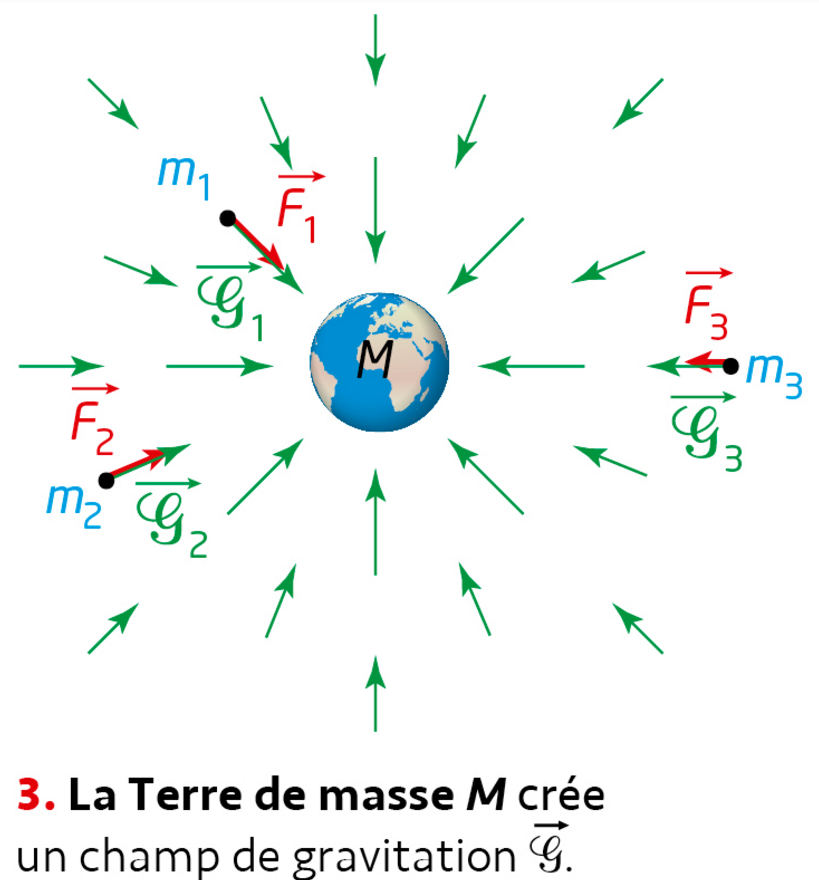 m₁
F₁
𝒢₁
F₃
M
m₃
F₂
𝒢₃
m₂
𝒢₂
3. La Terre de masse M crée
un champ de gravitation 𝒢.